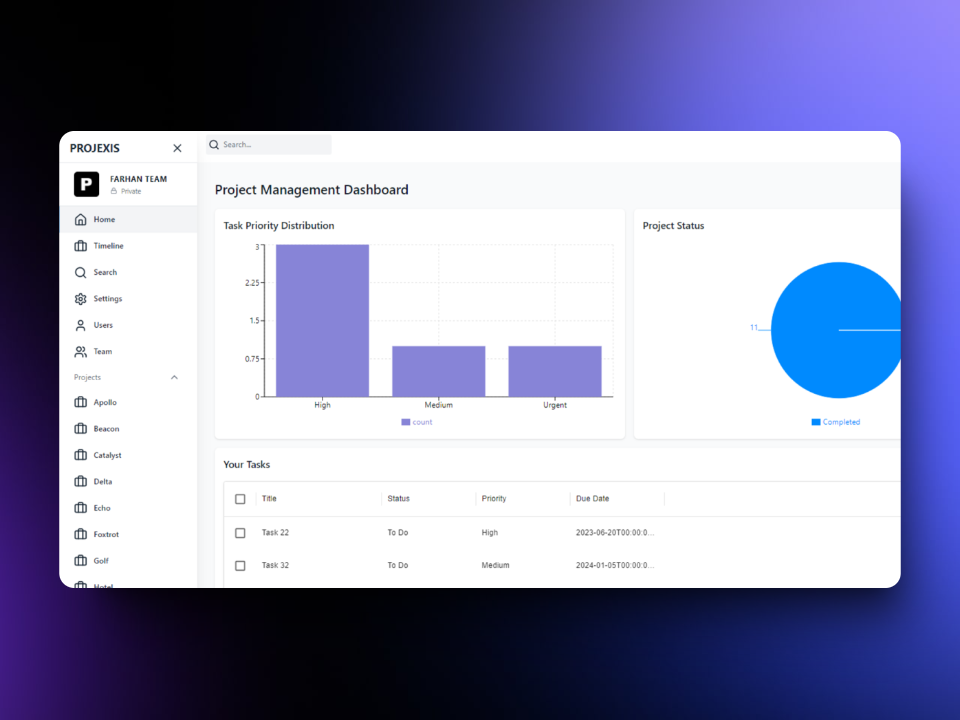 PROJEXIS
P
FARHAN TEAM
Private
Home
Timeline
Search
Settings
Users
Team
Projects
Apollo
Beacon
Catalyst
Delta
Echo
Foxtrot
Golf
Hotel
Search...
Project Management Dashboard
Task Priority Distribution
3
2.25
1.5
0.75
0
High Medium Urgent
count
Project Status
11
Completed
Your Tasks
Title Status Priority Due Date
Task 22 To Do High 2023-06-20T00:00:0...
Task 32 To Do Medium 2024-01-05T00:00:0...